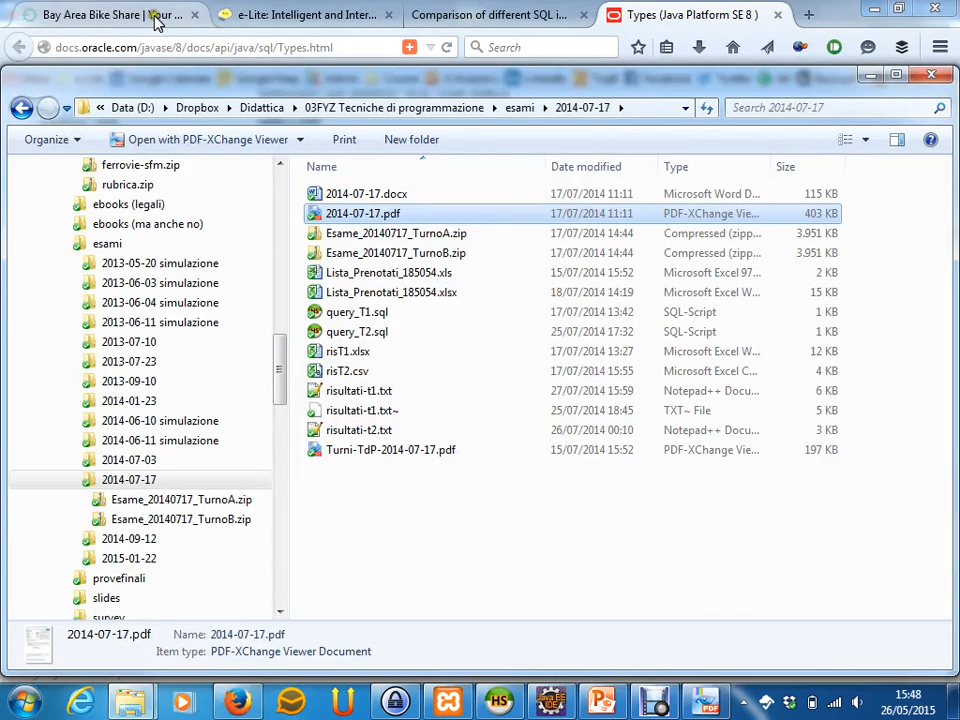 Bay Area Bike Share | Your ...
e-Lite: Intelligent and Inter...
Comparison of different SQL i...
Types (Java Platform SE 8 )
docs.oracle.com/javase/8/docs/api/java/sql/Types.html
Search
Data (D:) Dropbox Didattica 03FYZ Tecniche di programmazione esami 2014-07-17
Search 2014-07-17
Organize
Open with PDF-XChange Viewer
Print
New folder
Name Date modified Type Size
ferrovie-sfm.zip
rubrica.zip
ebooks (legali)
ebooks (ma anche no)
esami
2013-05-20 simulazione
2013-06-03 simulazione
2013-06-04 simulazione
2013-06-11 simulazione
2013-07-10
2013-07-23
2013-09-10
2014-01-23
2014-06-10 simulazione
2014-06-11 simulazione
2014-07-03
2014-07-17
Esame_20140717_TurnoA.zip
Esame_20140717_TurnoB.zip
2014-09-12
2015-01-22
provefinali
slides
survey
2014-07-17.docx 17/07/2014 11:11 Microsoft Word D... 115 KB
2014-07-17.pdf 17/07/2014 11:11 PDF-XChange Vie... 403 KB
Esame_20140717_TurnoA.zip 17/07/2014 14:44 Compressed (zipp... 3.951 KB
Esame_20140717_TurnoB.zip 17/07/2014 14:44 Compressed (zipp... 3.951 KB
Lista_Prenotati_185054.xls 15/07/2014 15:52 Microsoft Excel 97... 2 KB
Lista_Prenotati_185054.xlsx 18/07/2014 14:19 Microsoft Excel W... 15 KB
query_T1.sql 17/07/2014 13:42 SQL-Script 1 KB
query_T2.sql 25/07/2014 17:32 SQL-Script 1 KB
risT1.xlsx 17/07/2014 13:27 Microsoft Excel W... 12 KB
risT2.csv 17/07/2014 15:55 Microsoft Excel C... 4 KB
risultati-t1.txt 27/07/2014 15:59 Notepad++ Docu... 6 KB
risultati-t1.txt~ 25/07/2014 18:45 TXT~ File 5 KB
risultati-t2.txt 26/07/2014 00:10 Notepad++ Docu... 3 KB
Turni-TdP-2014-07-17.pdf 15/07/2014 15:52 PDF-XChange Vie... 197 KB
2014-07-17.pdf Name: 2014-07-17.pdf
Item type: PDF-XChange Viewer Document
15:48
26/05/2015